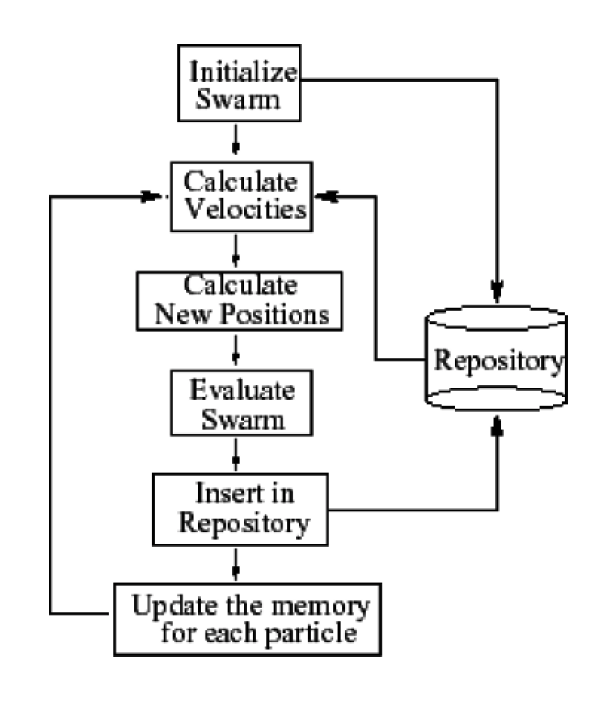 Initialize
Swarm
Calculate
Velocities
Calculate
New Positions
Repository
Evaluate
Swarm
Insert in
Repository
Update the memory
for each particle